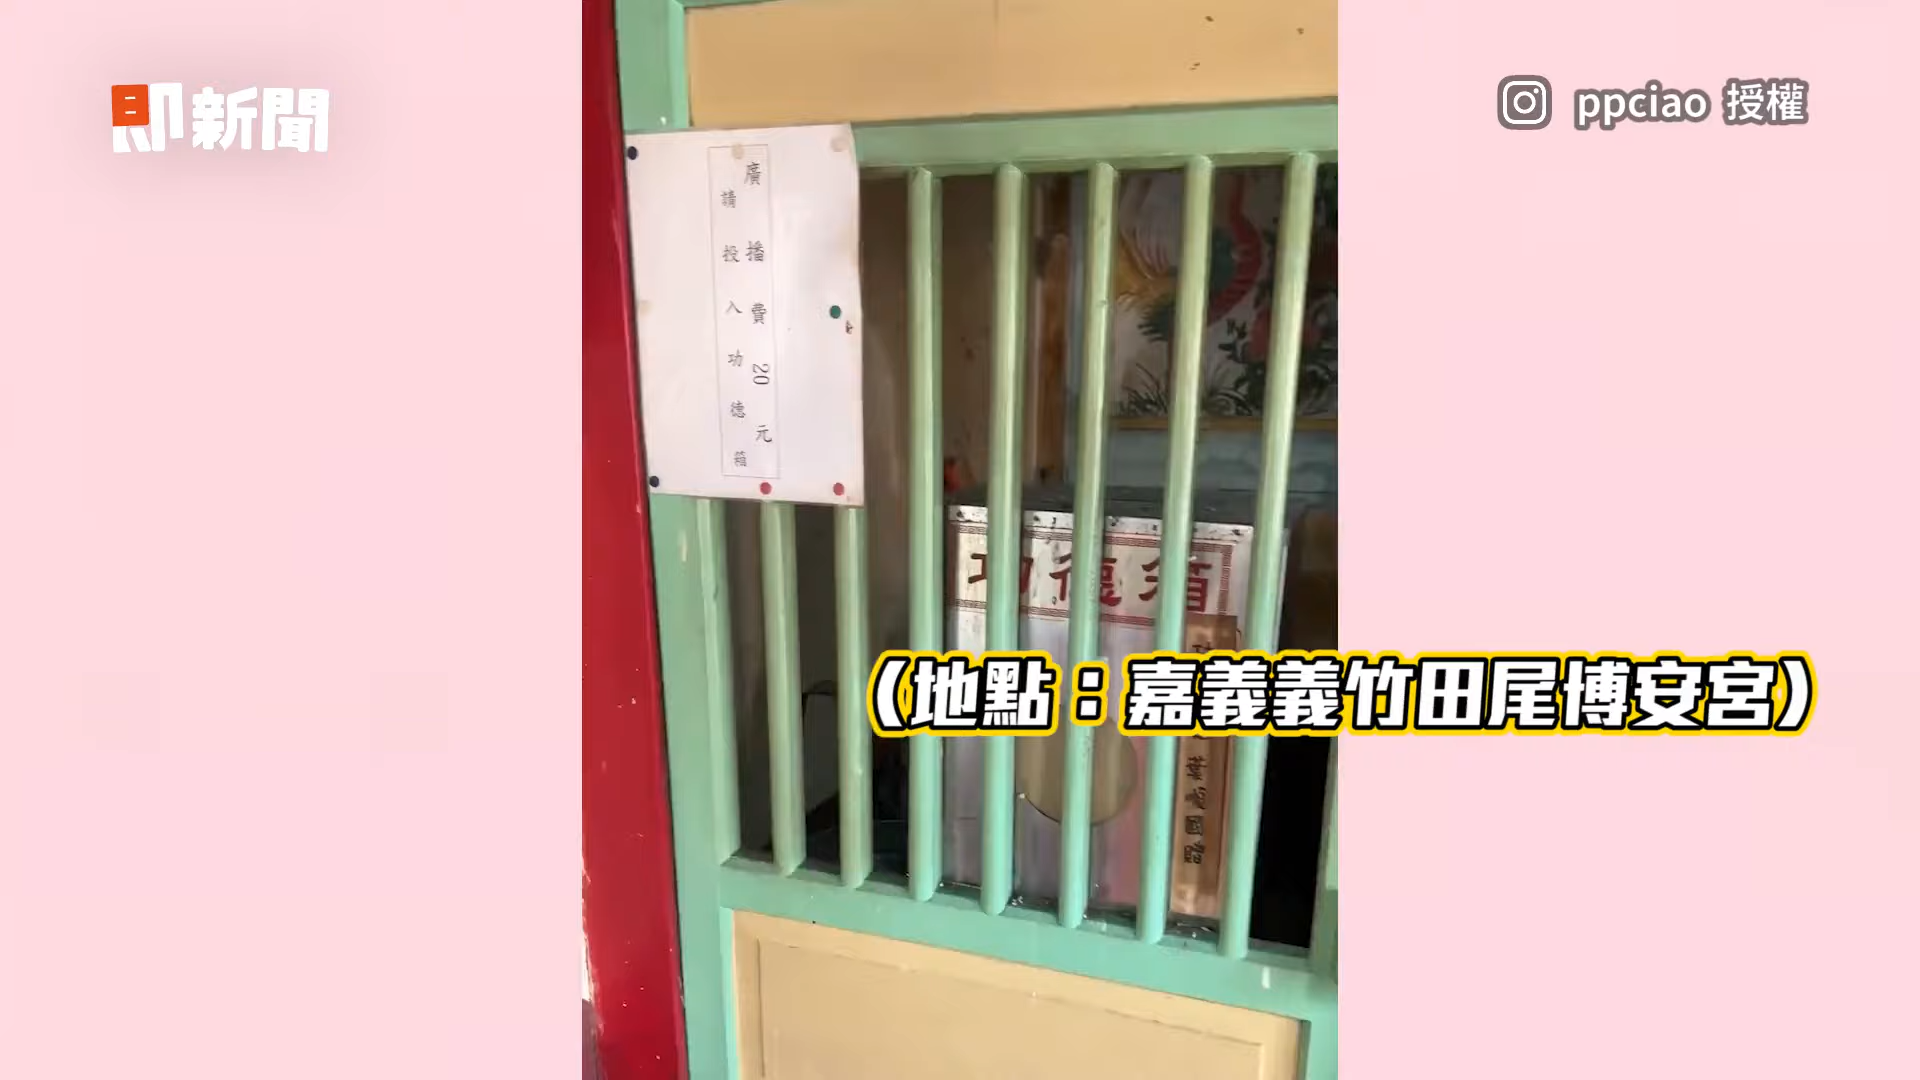 即新聞
ppciao 授權
廣播費20元
請投入功德箱
功德箱
(地點：嘉義義竹田尾博安宮)